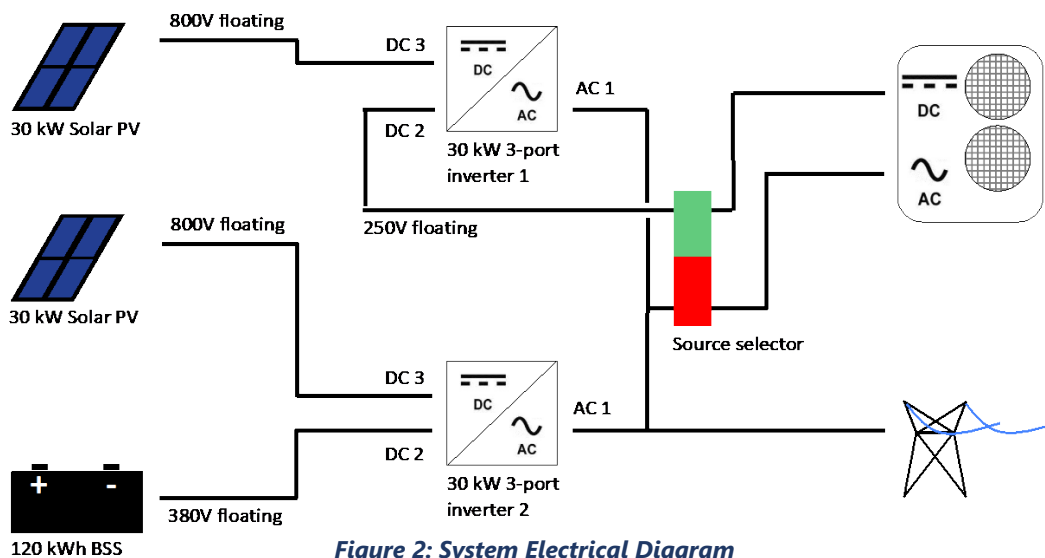 800V floating
DC 3
DC
AC
AC 1
DC 2
30 kW Solar PV
30 kW 3-port
inverter 1
DC
AC
250V floating
800V floating
30 kW Solar PV
Source selector
DC 3
DC
AC
AC 1
DC 2
30 kW 3-port
inverter 2
+ -
380V floating
120 kWh BSS
Figure 2: System Electrical Diagram